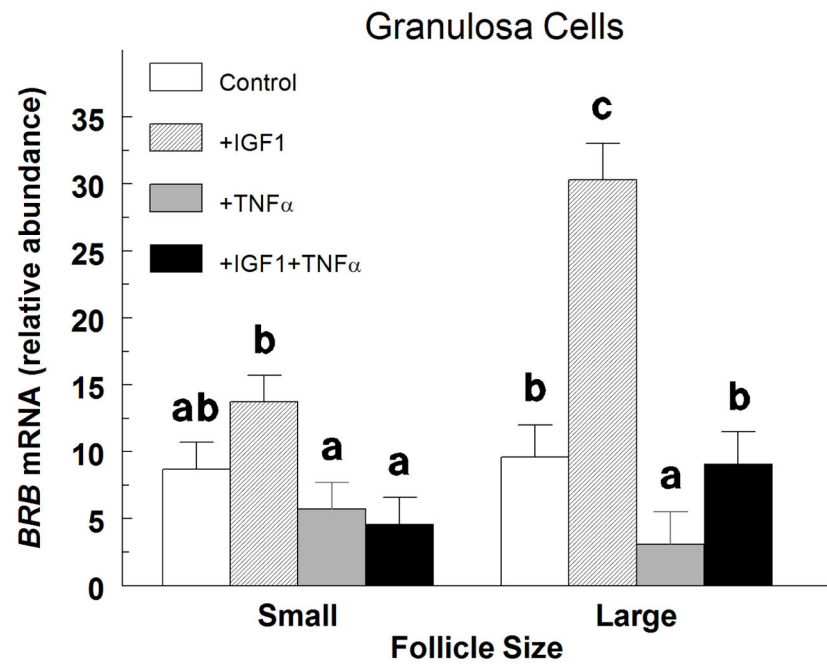 Granulosa Cells
Control
+IGF1
+TNFα
+IGF1+TNFα
BRB mRNA (relative abundance)
35
30
25
20
15
10
5
0
ab
b
a
a
b
c
a
b
Small
Large
Follicle Size